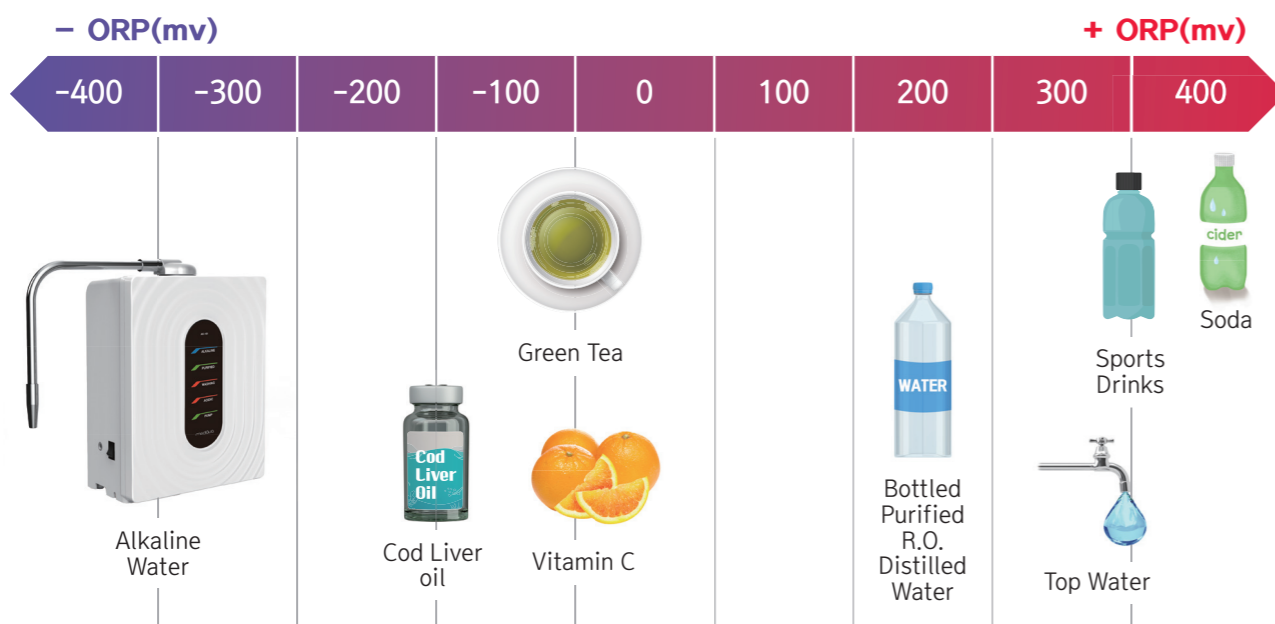 − ORP(mv)
+ ORP(mv)
−400 −300 −200 −100 0 100 200 300 400
cider
Soda
Green Tea
Sports
Drinks
WATER
Cod
Liver
Oil
Bottled
Purified
R.O.
Distilled
Water
Alkaline
Water
Cod Liver
oil
Vitamin C
Top Water